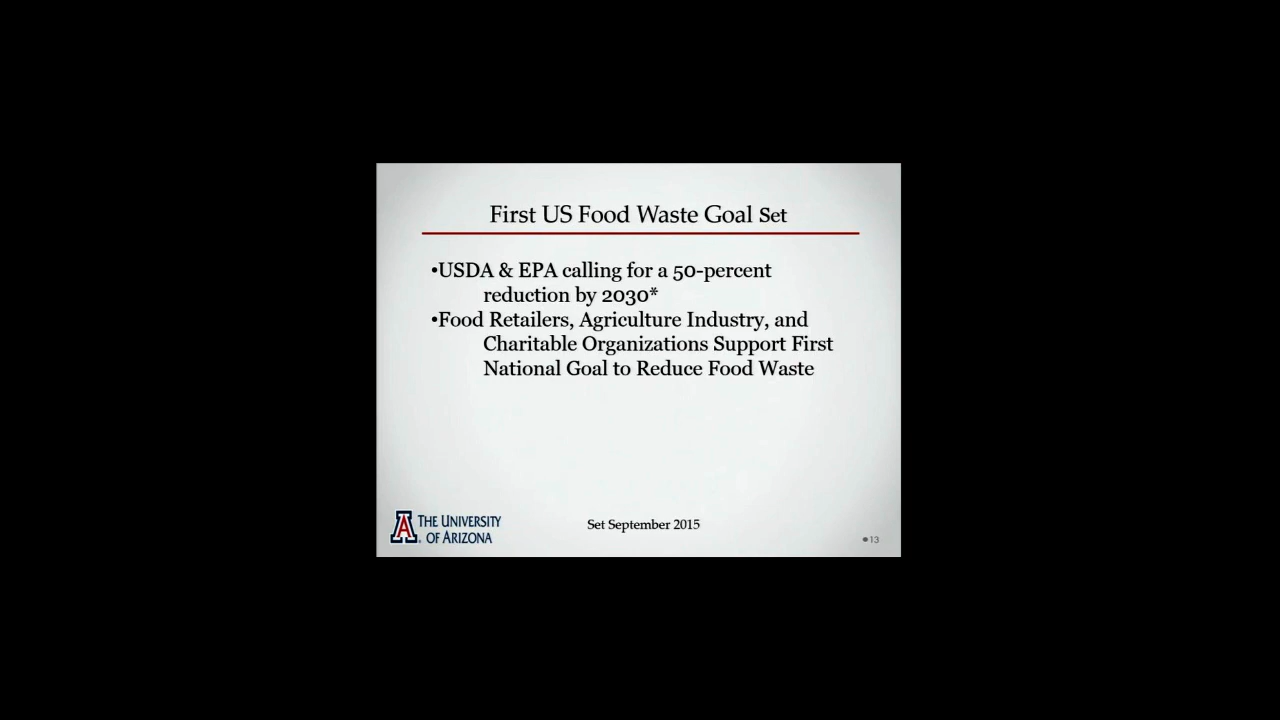 First US Food Waste Goal Set
•USDA & EPA calling for a 50-percent
reduction by 2030*
•Food Retailers, Agriculture Industry, and
Charitable Organizations Support First
National Goal to Reduce Food Waste
THE UNIVERSITY
OF ARIZONA
Set September 2015
•13